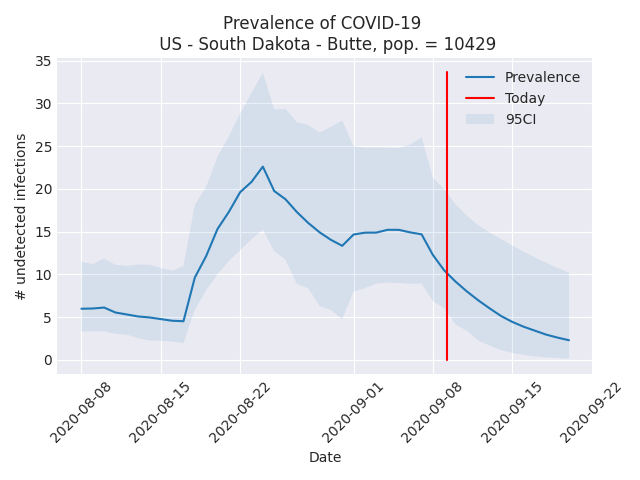 Prevalence of COVID-19
US - South Dakota - Butte, pop. = 10429
35
30
25
20
15
10
5
0
# undetected infections
Prevalence
Today
95CI
2020-08-08
2020-08-15
2020-08-22
2020-09-01
2020-09-08
2020-09-15
2020-09-22
Date